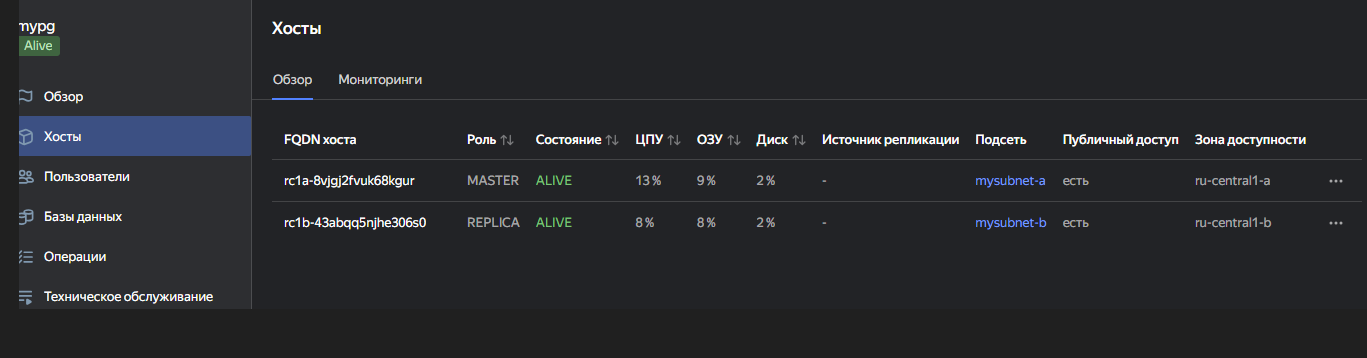 mypg
Alive
Обзор
Хосты
Пользователи
Базы данных
Операции
Техническое обслуживание
Хосты
Обзор Мониторинги
FQDN хоста Роль Состояние ЦПУ ОЗУ Диск Источник репликации Подсеть Публичный доступ Зона доступности
rc1a-8vjgj2fvuk68kgur MASTER ALIVE 13 % 9 % 2 % - mysubnet-a есть ru-central1-a
rc1b-43abqq5njhe306s0 REPLICA ALIVE 8 % 8 % 2 % - mysubnet-b есть ru-central1-b